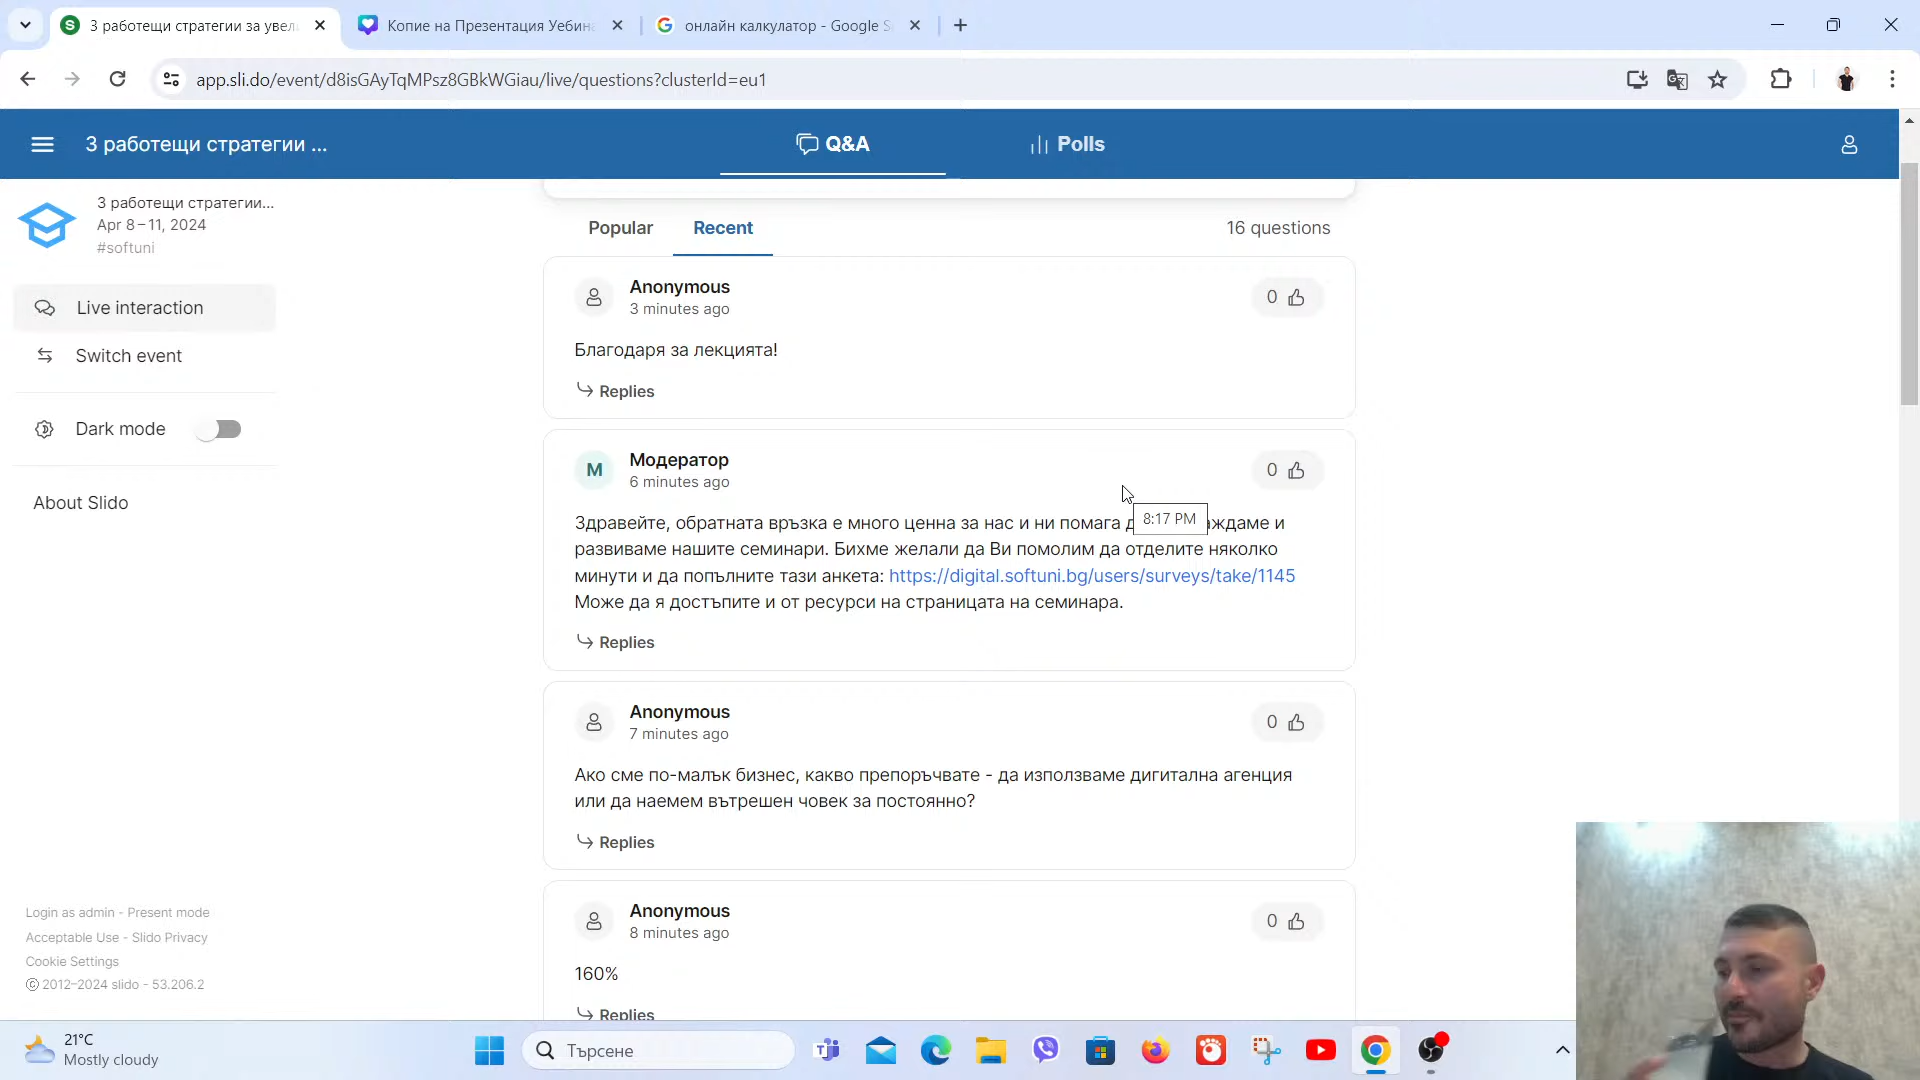 3 работещи стратегии за увел
Копие на Презентация Уебин
онлайн калкулатор - Google S
app.sli.do/event/d8isGAyTqMPsz8GBkWGiau/live/questions?clusterId=eu1
3 работещи стратегии ...
Q&A
Polls
3 работещи стратегии...
Apr 8–11, 2024
#softuni
Live interaction
Switch event
Dark mode
About Slido
Login as admin - Present mode
Acceptable Use - Slido Privacy
Cookie Settings
© 2012–2024 slido - 53.206.2
Popular
Recent
16 questions
Anonymous
3 minutes ago
0
Благодаря за лекцията!
Replies
M
Модератор
6 minutes ago
0
8:17 PM
Здравейте, обратната връзка е много ценна за нас и ни помага и
развиваме нашите семинари. Бихме желали да Ви помолим да отделите няколко
минути и да попълните тази анкета: https://digital.softuni.bg/users/surveys/take/1145
Може да я достъпите и от ресурси на страницата на семинара.
Replies
Anonymous
7 minutes ago
0
Ако сме по-малък бизнес, какво препоръчвате - да използваме дигитална агенция
или да наемем вътрешен човек за постоянно?
Replies
Anonymous
8 minutes ago
0
160%
Replies
21°C
Mostly cloudy
Търсене